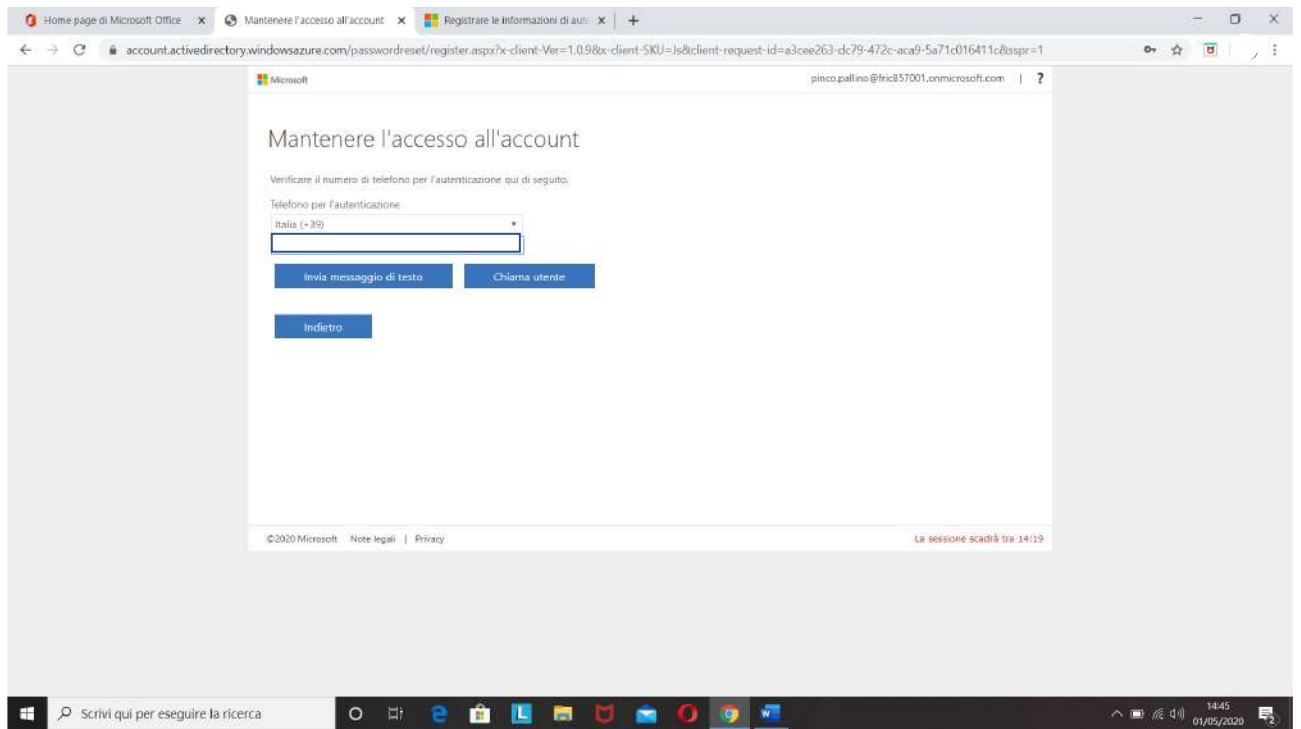 Home page di Microsoft Office
Mantenere l'accesso all'account
Registrare le informazioni di aut
account.activedirectory.windowsazure.com/passwordreset/register.aspx?x-client-Ver=1.0.9&x-client-SKU=Js&client-request-id=a3cee263-dc79-472c-aca9-5a71c016411c&sspr=1
Microsoft
pinco.pallino@fric857001.onmicrosoft.com | ?
Mantenere l'accesso all'account
Verificare il numero di telefono per l'autenticazione qui di seguito.
Telefono per l'autenticazione
Italia (+39)
Invia messaggio di testo
Chiama utente
Indietro
©2020 Microsoft Note legali | Privacy
La sessione scadrà tra 14:19
Scrivi qui per eseguire la ricerca
14:45
01/05/2020